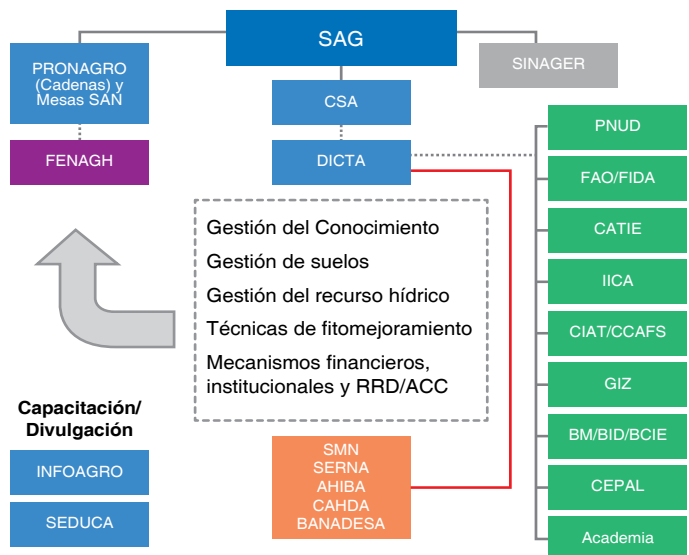 SAG
PRONAGRO
(Cadenas) y
Mesas SAN
SINAGER
CSA
FENAGH
DICTA
PNUD
FAO/FIDA
CATIE
IICA
CIAT/CCAFS
GIZ
BM/BID/BCIE
CEPAL
Academia
Gestión del Conocimiento
Gestión de suelos
Gestión del recurso hídrico
Técnicas de fitomejoramiento
Mecanismos financieros,
institucionales y RRD/ACC
Capacitación/
Divulgación
INFOAGRO
SEDUCA
SMN
SERNA
AHIBA
CAHDA
BANADESA